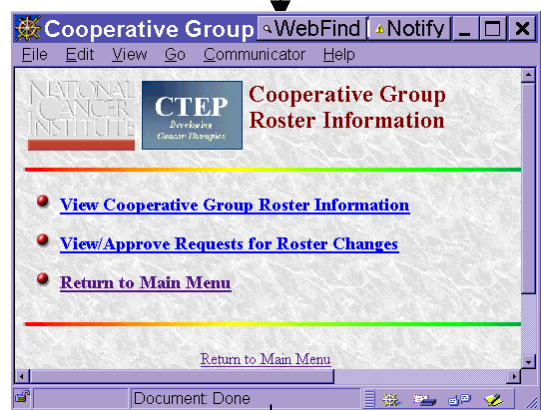 Cooperative Group WebFind Notify
File Edit View Go Communicator Help
NATIONAL
CANCER
INSTITUTE
CTEP
Developing
Cancer Therapies
Cooperative Group
Roster Information
View Cooperative Group Roster Information
View/Approve Requests for Roster Changes
Return to Main Menu
Return to Main Menu
Document: Done